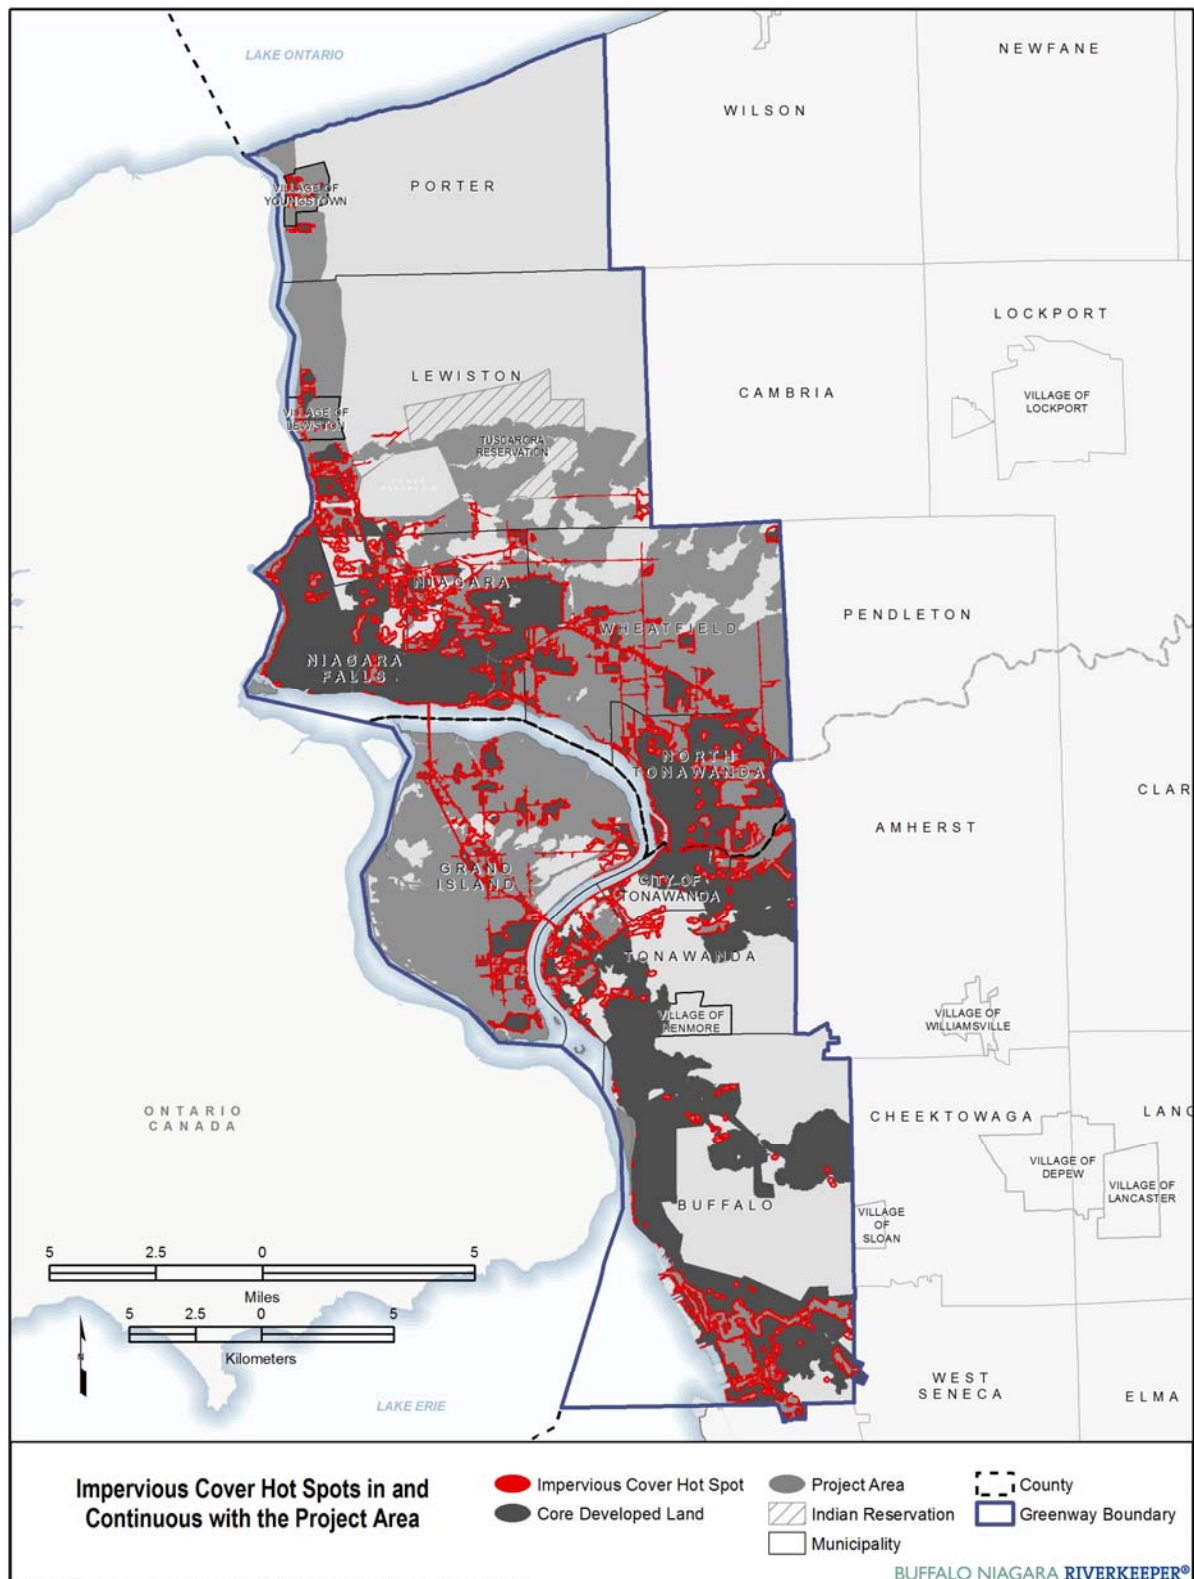 LAKE ONTARIO
NEWFANE
WILSON
PORTER
VILLAGE OF
YOUNGSTOWN
LOCKPORT
LEWISTON
CAMBRIA
VILLAGE OF
LOCKPORT
VILLAGE OF
LEWISTON
TUSCARORA
RESERVATION
NIAGARA
PENDLETON
WHEATFIELD
NIAGARA
FALLS
NORTH
TONAWANDA
CLAR
AMHERST
GRAND
ISLAND
CITY OF
TONAWANDA
TONAWANDA
VILLAGE OF
KENMORE
VILLAGE OF
WILLIAMSVILLE
ONTARIO
CANADA
CHEEKTOWAGA
LANC
VILLAGE OF
DEPEW
VILLAGE OF
LANCASTER
BUFFALO
VILLAGE
OF
SLOAN
5 2.5 0 5
Miles
5 2.5 0 5
Kilometers
N
WEST
SENECA
ELMA
LAKE ERIE
Impervious Cover Hot Spots in and
Continuous with the Project Area
Impervious Cover Hot Spot
Core Developed Land
Project Area
Indian Reservation
Municipality
County
Greenway Boundary
BUFFALO NIAGARA RIVERKEEPER®